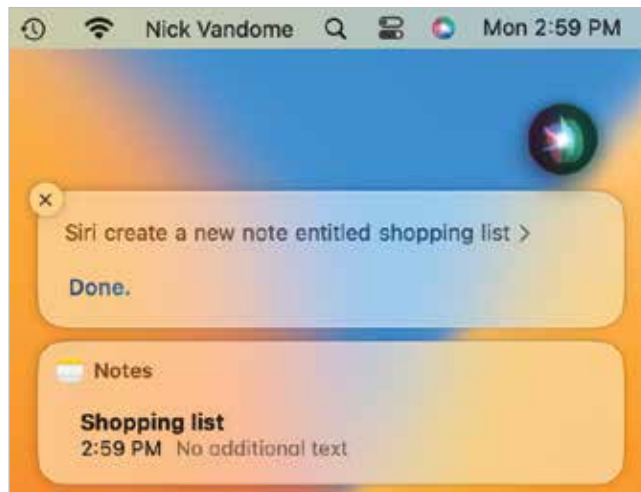 Nick Vandome Mon 2:59 PM
Siri create a new note entitled shopping list >
Done.
Notes
Shopping list
2:59 PM No additional text